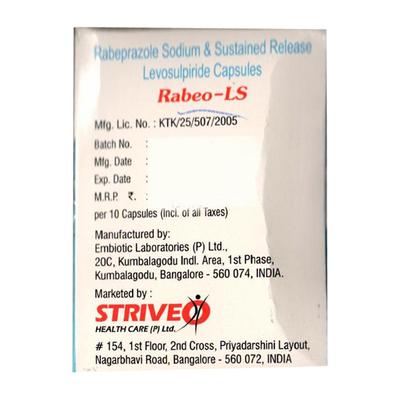 Rabeprazole Sodium & Sustained Release
Levosulpiride Capsules
Rabeo-LS
Mfg. Lic. No. : KTK/25/507/2005
Batch No. :
Mfg. Date :
Exp. Date :
M.R.P. ₹. :
per 10 Capsules (Incl. of all Taxes)
Manufactured by:
Embiotic Laboratories (P) Ltd.,
20C, Kumbalagodu Indl. Area, 1st Phase,
Kumbalagodu, Bangalore - 560 074, INDIA.
Marketed by :
STRIVEO
HEALTH CARE (P) Ltd.
# 154, 1st Floor, 2nd Cross, Priyadarshini Layout,
Nagarbhavi Road, Bangalore - 560 072, INDIA